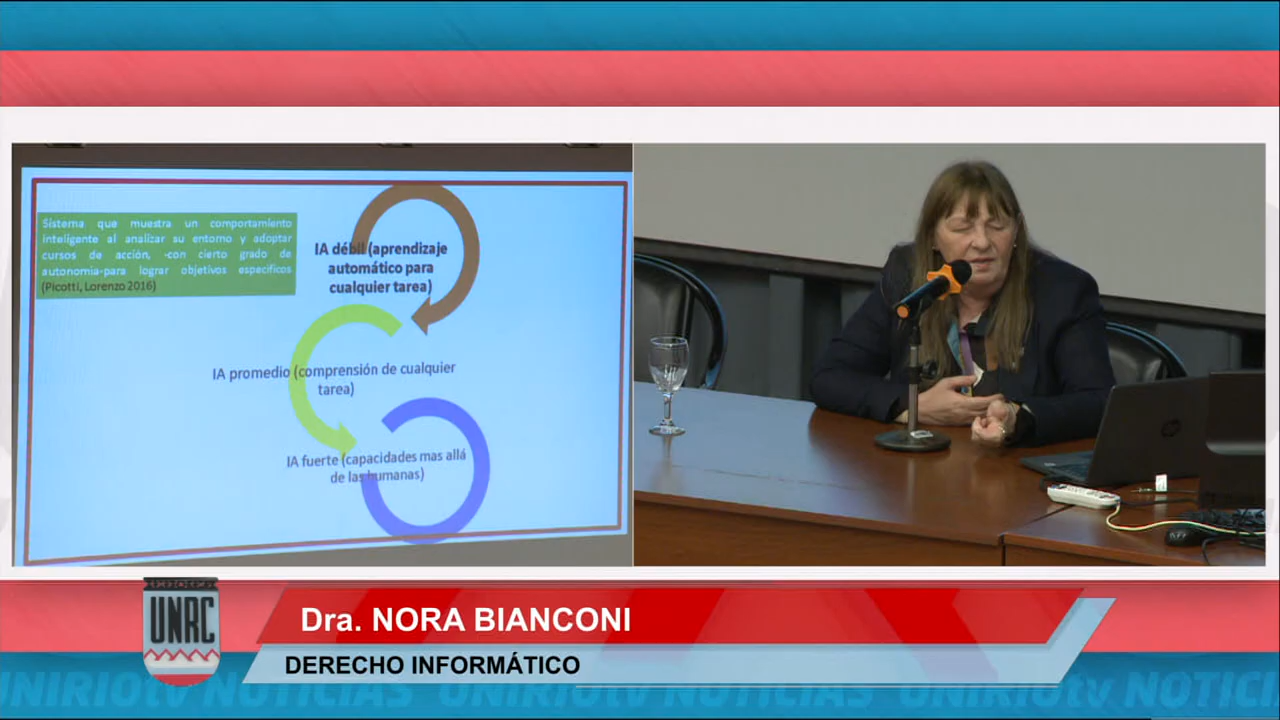 Sistema que muestra un comportamiento
inteligente al analizar su entorno y adoptar
cursos de acción, -con cierto grado de
autonomía-para lograr objetivos específicos
(Picotti, Lorenzo 2016)
IA débil (aprendizaje
automático para
cualquier tarea)
IA promedio (comprensión de cualquier
tarea)
IA fuerte (capacidades mas allá
de las humanas)
UNRC
Dra. NORA BIANCONI
DERECHO INFORMÁTICO
UNIRIOtv NOTICIAS UNIRIOtv NOTICIAS UNIRIOtv NOTICI